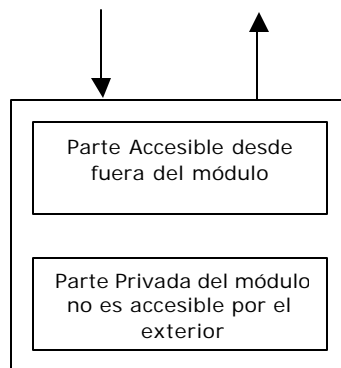 Parte Accesible desde
fuera del módulo
Parte Privada del módulo
no es accesible por el
exterior